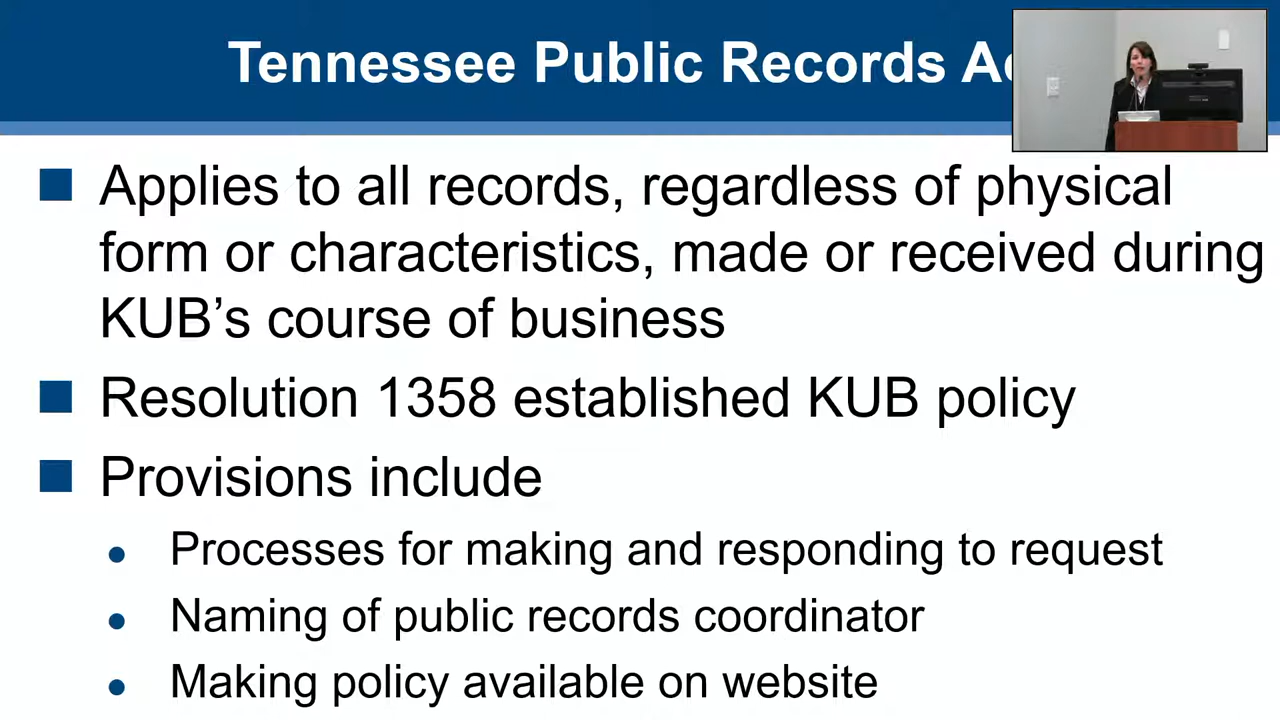 Tennessee Public Records
Applies to all records, regardless of physical
form or characteristics, made or received during
KUB’s course of business
Resolution 1358 established KUB policy
Provisions include
Processes for making and responding to request
Naming of public records coordinator
Making policy available on website